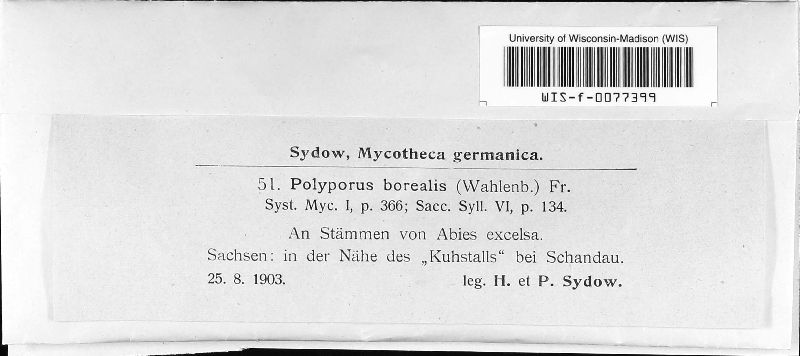 University of Wisconsin-Madison (WIS)
WIS-f-0077399
Sydow, Mycotheca germanica.
51. Polyporus borealis (Wahlenb.) Fr.
Syst. Myc. I, p. 366; Sacc. Syll. VI, p. 134.
An Stämmen von Abies excelsa.
Sachsen: in der Nähe des „Kuhstalls“ bei Schandau.
25. 8. 1903. leg. H. et P. Sydow.